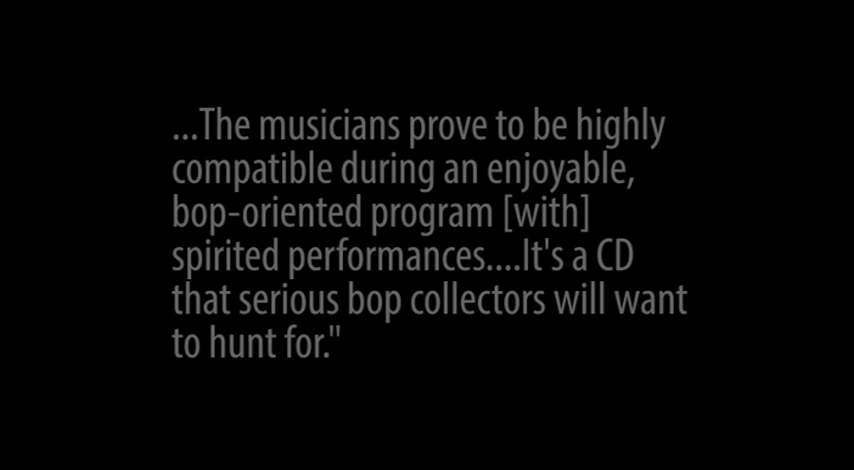 ...The musicians prove to be highly
compatible during an enjoyable,
bop-oriented program [with]
spirited performances....It's a CD
that serious bop collectors will want
to hunt for."